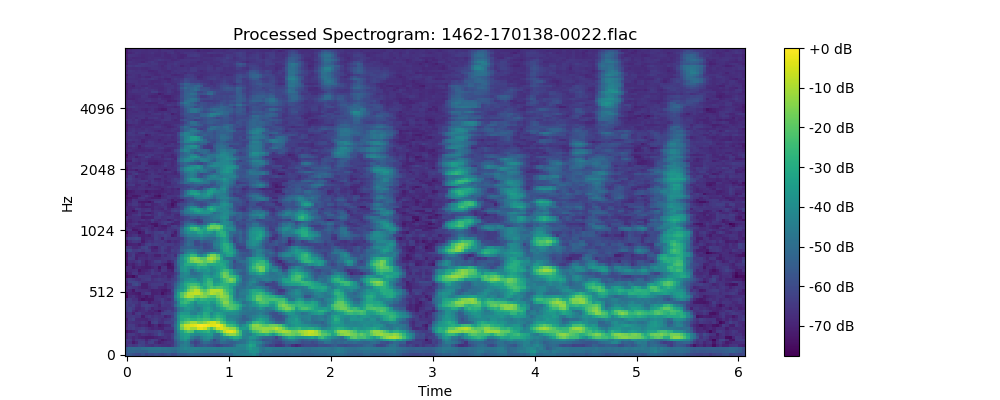 Processed Spectrogram: 1462-170138-0022.flac
Hz
4096
2048
1024
512
0
0 1 2 3 4 5 6
Time
+0 dB
-10 dB
-20 dB
-30 dB
-40 dB
-50 dB
-60 dB
-70 dB